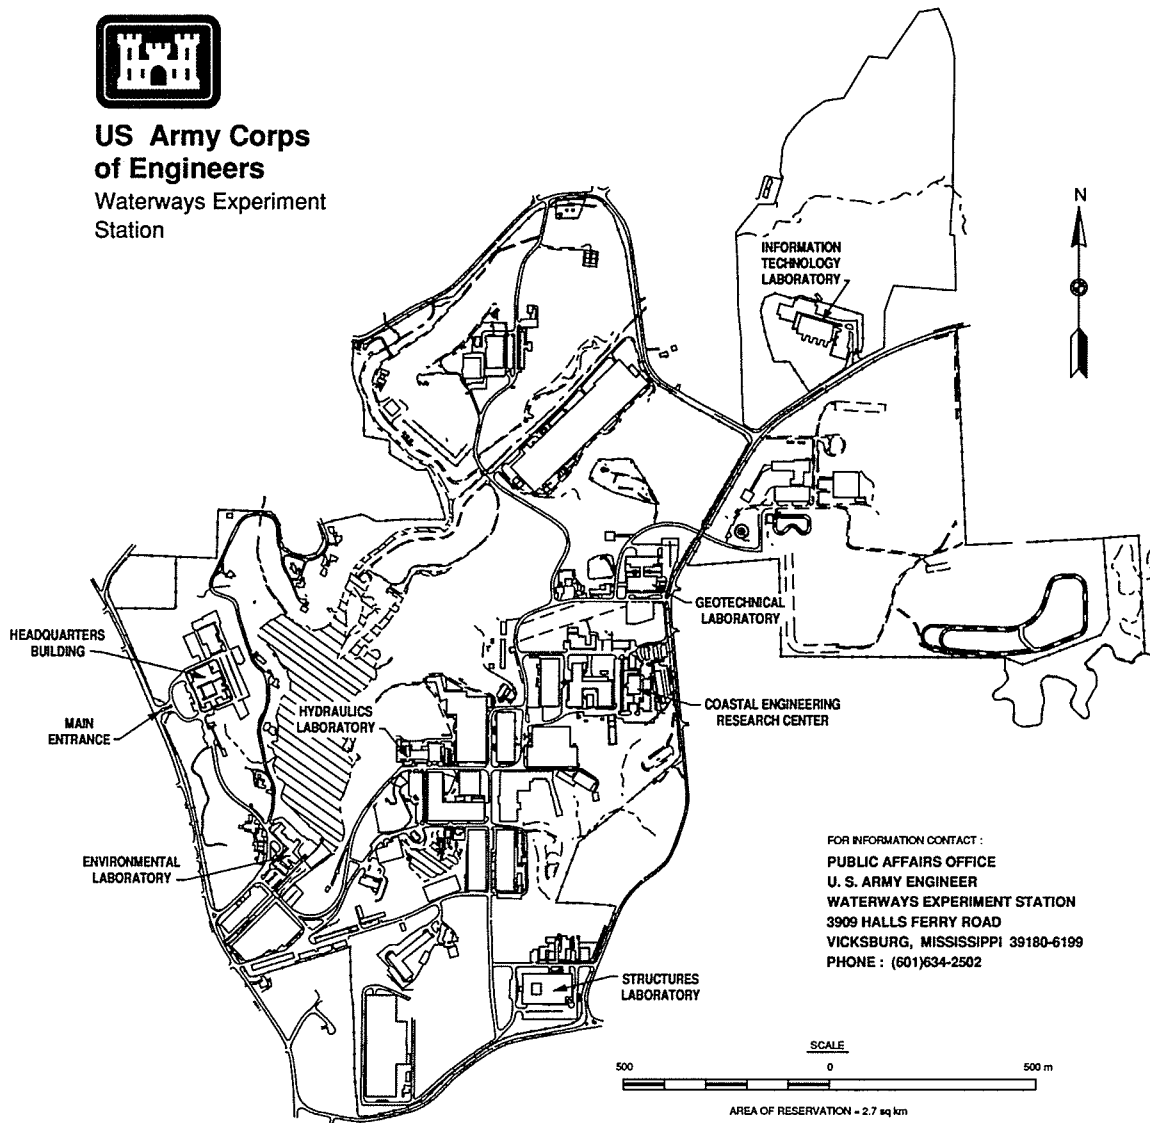 US Army Corps
of Engineers
Waterways Experiment
Station
N
INFORMATION
TECHNOLOGY
LABORATORY
GEOTECHNICAL
LABORATORY
HEADQUARTERS
BUILDING
MAIN
ENTRANCE
HYDRAULICS
LABORATORY
COASTAL ENGINEERING
RESEARCH CENTER
ENVIRONMENTAL
LABORATORY
STRUCTURES
LABORATORY
FOR INFORMATION CONTACT :
PUBLIC AFFAIRS OFFICE
U. S. ARMY ENGINEER
WATERWAYS EXPERIMENT STATION
3909 HALLS FERRY ROAD
VICKSBURG, MISSISSIPPI 39180-6199
PHONE : (601)634-2502
SCALE
500 0 500 m
AREA OF RESERVATION = 2.7 sq km